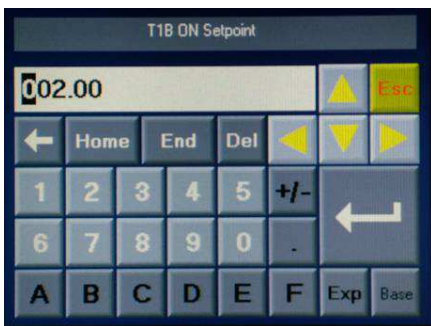 T1B ON Setpoint
002.00
Esc
Home End Del
1 2 3 4 5 +/-
6 7 8 9 0 .
A B C D E F Exp Base